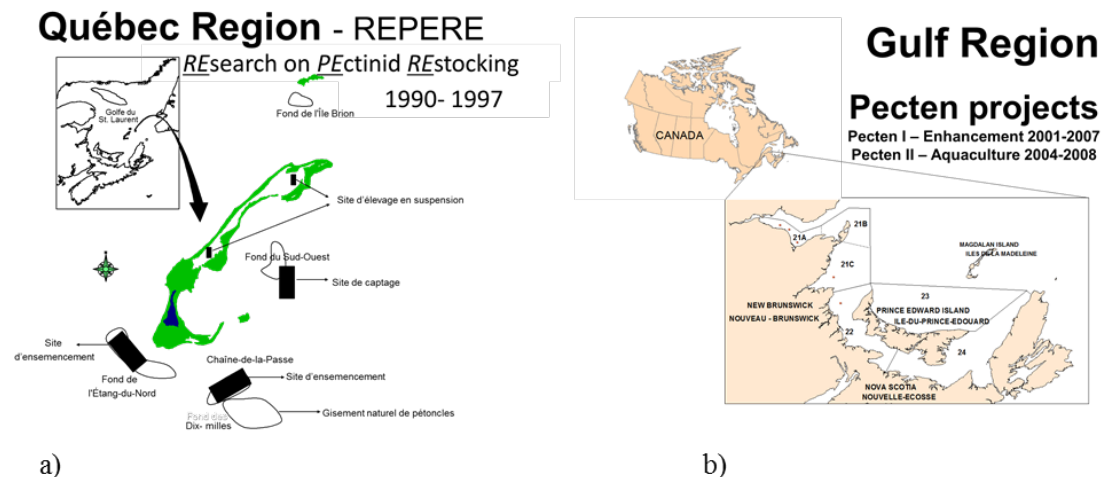 Québec Region - REPERE
REsearch on PEctinid REstocking
1990- 1997
Golfe du
St. Laurent
Fond de l'Île Brion
Site d'élevage en suspension
Fond du Sud-Ouest
Site de captage
Site
d'ensemencement
Fond de
l'Étang-du-Nord
Chaîne-de-la-Passe
Site d'ensemencement
Fond des
Dix- milles
Gisement naturel de pétoncles
a)
Gulf Region
Pecten projects
Pecten I – Enhancement 2001-2007
Pecten II – Aquaculture 2004-2008
CANADA
21A
21B
21C
MAGDALAN ISLAND
ILES DE LA MADELEINE
23
NEW BRUNSWICK
NOUVEAU - BRUNSWICK
PRINCE EDWARD ISLAND
ILE-DU-PRINCE-EDOUARD
22
24
NOVA SCOTIA
NOUVELLE-ECOSSE
b)